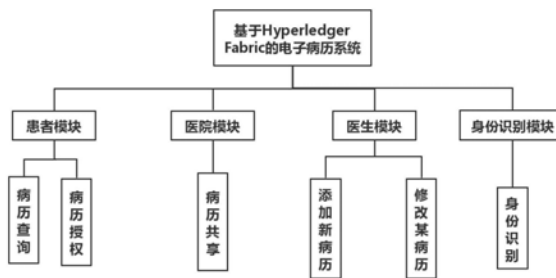 基于Hyperledger
Fabric的电子病历系统
患者模块
医院模块
医生模块
身份识别模块
病历查询
病历授权
病历共享
添加新病历
修改某病历
身份识别